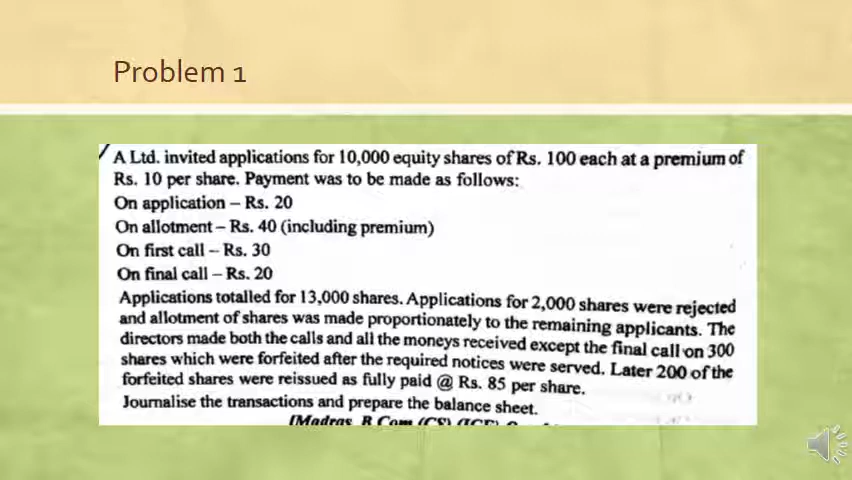 Problem 1
A Ltd. invited applications for 10,000 equity shares of Rs. 100 each at a premium of
Rs. 10 per share. Payment was to be made as follows:
On application – Rs. 20
On allotment – Rs. 40 (including premium)
On first call – Rs. 30
On final call – Rs. 20
Applications totalled for 13,000 shares. Applications for 2,000 shares were rejected
and allotment of shares was made proportionately to the remaining applicants. The
directors made both the calls and all the moneys received except the final call on 300
shares which were forfeited after the required notices were served. Later 200 of the
forfeited shares were reissued as fully paid @ Rs. 85 per share.
Journalise the transactions and prepare the balance sheet.
(Madras, B.Com (CS)